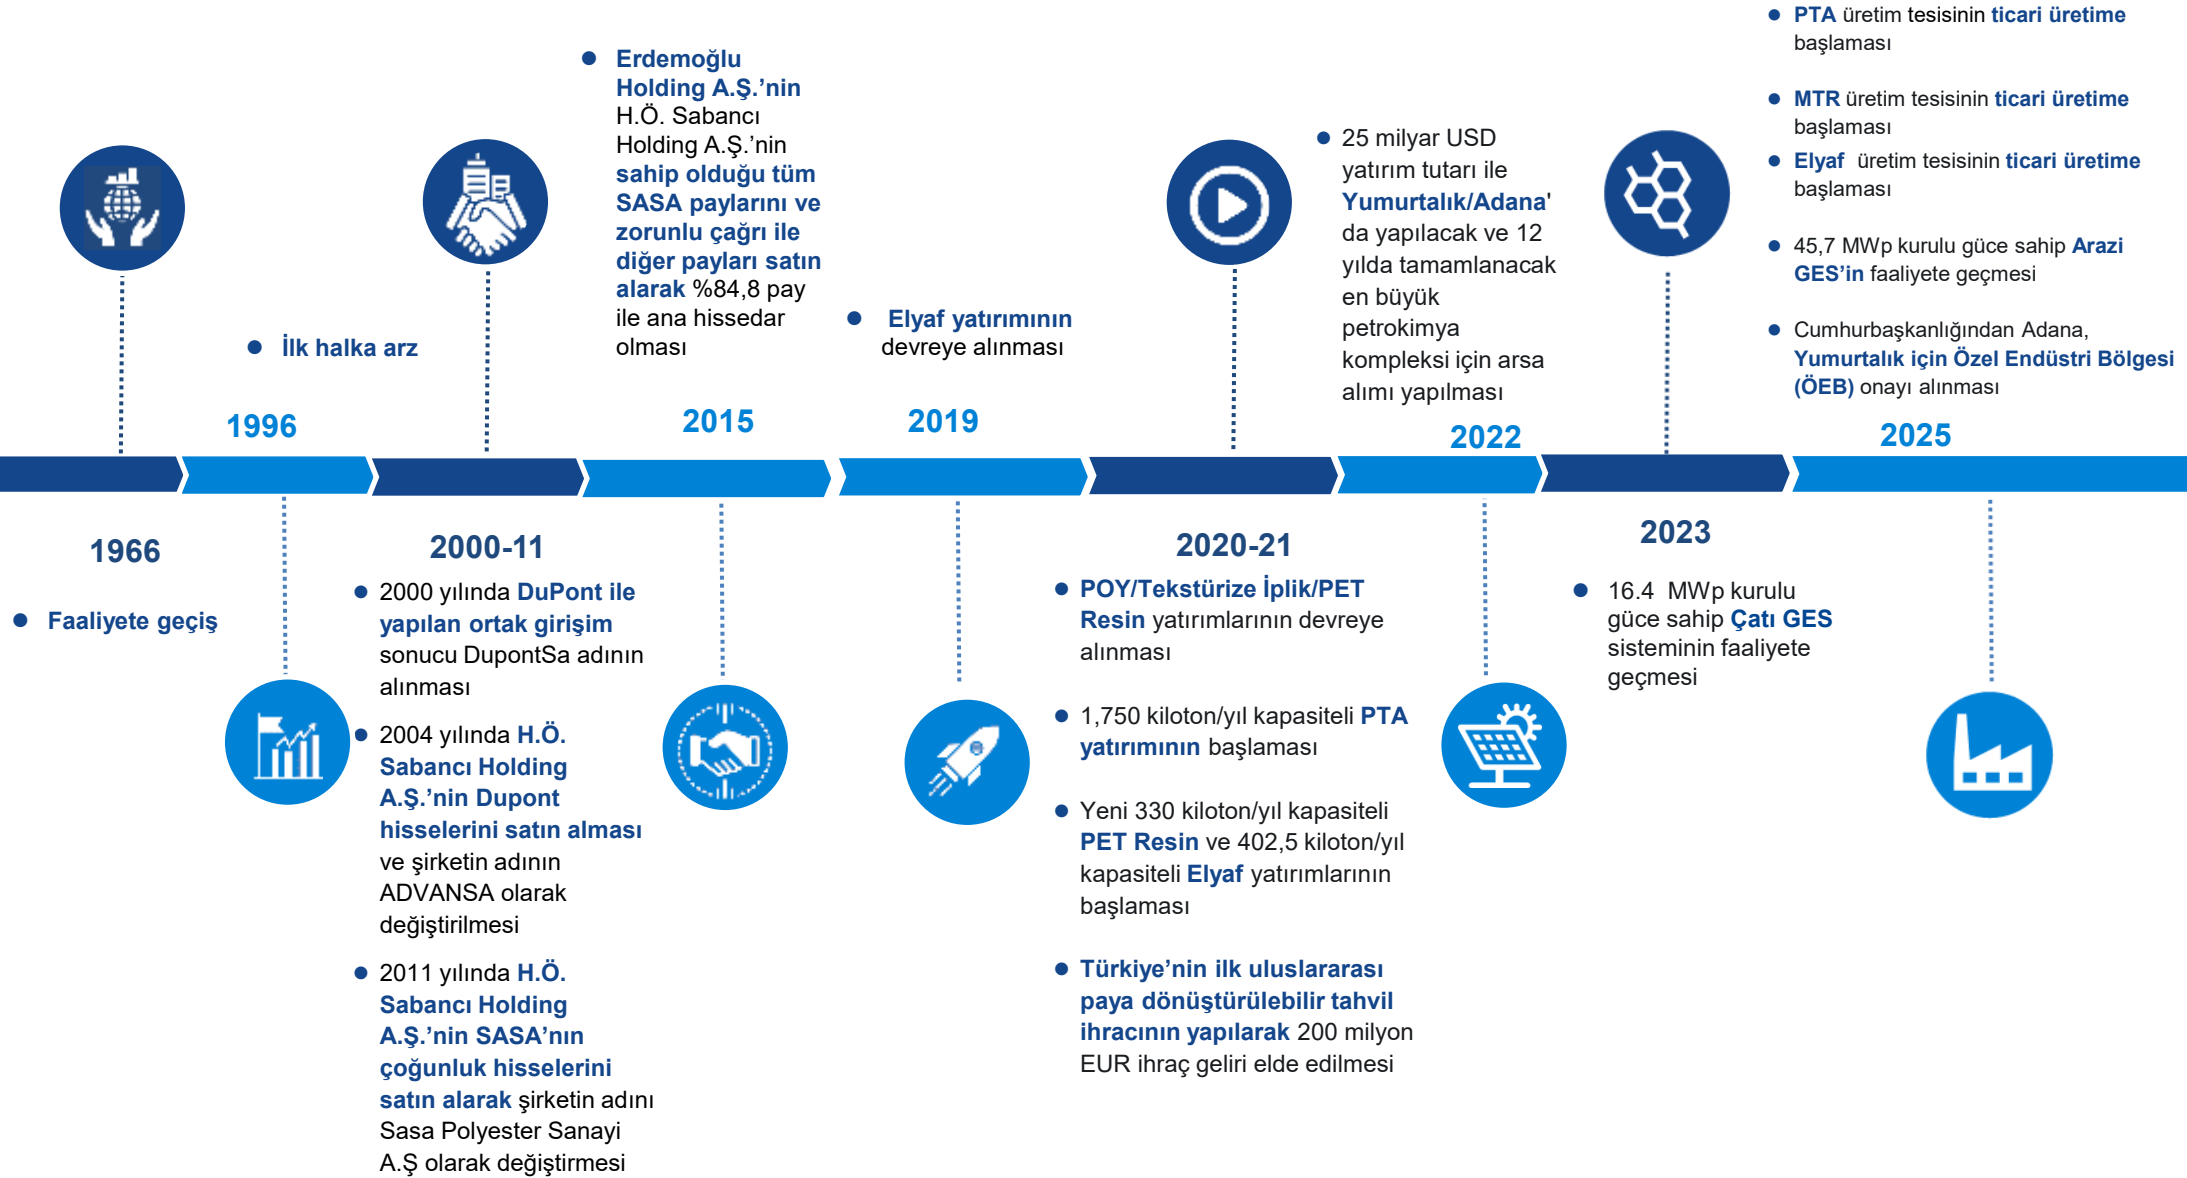 1966
● Faaliyete geçiş
● İlk halka arz
1996
2000-11
● 2000 yılında DuPont ile
yapılan ortak girişim
sonucu DupontSa adının
alınması
● 2004 yılında H.Ö.
Sabancı Holding
A.Ş.’nin Dupont
hisselerini satın alması
ve şirketin adının
ADVANSA olarak
değiştirilmesi
● 2011 yılında H.Ö.
Sabancı Holding
A.Ş.’nin SASA’nın
çoğunluk hisselerini
satın alarak şirketin adını
Sasa Polyester Sanayi
A.Ş olarak değiştirmesi
● Erdemoğlu
Holding A.Ş.’nin
H.Ö. Sabancı
Holding A.Ş.’nin
sahip olduğu tüm
SASA paylarını ve
zorunlu çağrı ile
diğer payları satın
alarak %84,8 pay
ile ana hissedar
olması
2015
● Elyaf yatırımının
devreye alınması
2019
2020-21
● POY/Tekstürize İplik/PET
Resin yatırımlarının devreye
alınması
● 1,750 kiloton/yıl kapasiteli PTA
yatırımının başlaması
● Yeni 330 kiloton/yıl kapasiteli
PET Resin ve 402,5 kiloton/yıl
kapasiteli Elyaf yatırımlarının
başlaması
● Türkiye’nin ilk uluslararası
paya dönüştürülebilir tahvil
ihracının yapılarak 200 milyon
EUR ihraç geliri elde edilmesi
● 25 milyar USD
yatırım tutarı ile
Yumurtalık/Adana'
da yapılacak ve 12
yılda tamamlanacak
en büyük
petrokimya
kompleksi için arsa
alımı yapılması
2022
2023
● 16.4 MWp kurulu
güce sahip Çatı GES
sisteminin faaliyete
geçmesi
● PTA üretim tesisinin ticari üretime
başlaması
● MTR üretim tesisinin ticari üretime
başlaması
● Elyaf üretim tesisinin ticari üretime
başlaması
● 45,7 MWp kurulu güce sahip Arazi
GES’in faaliyete geçmesi
● Cumhurbaşkanlığından Adana,
Yumurtalık için Özel Endüstri Bölgesi
(ÖEB) onayı alınması
2025